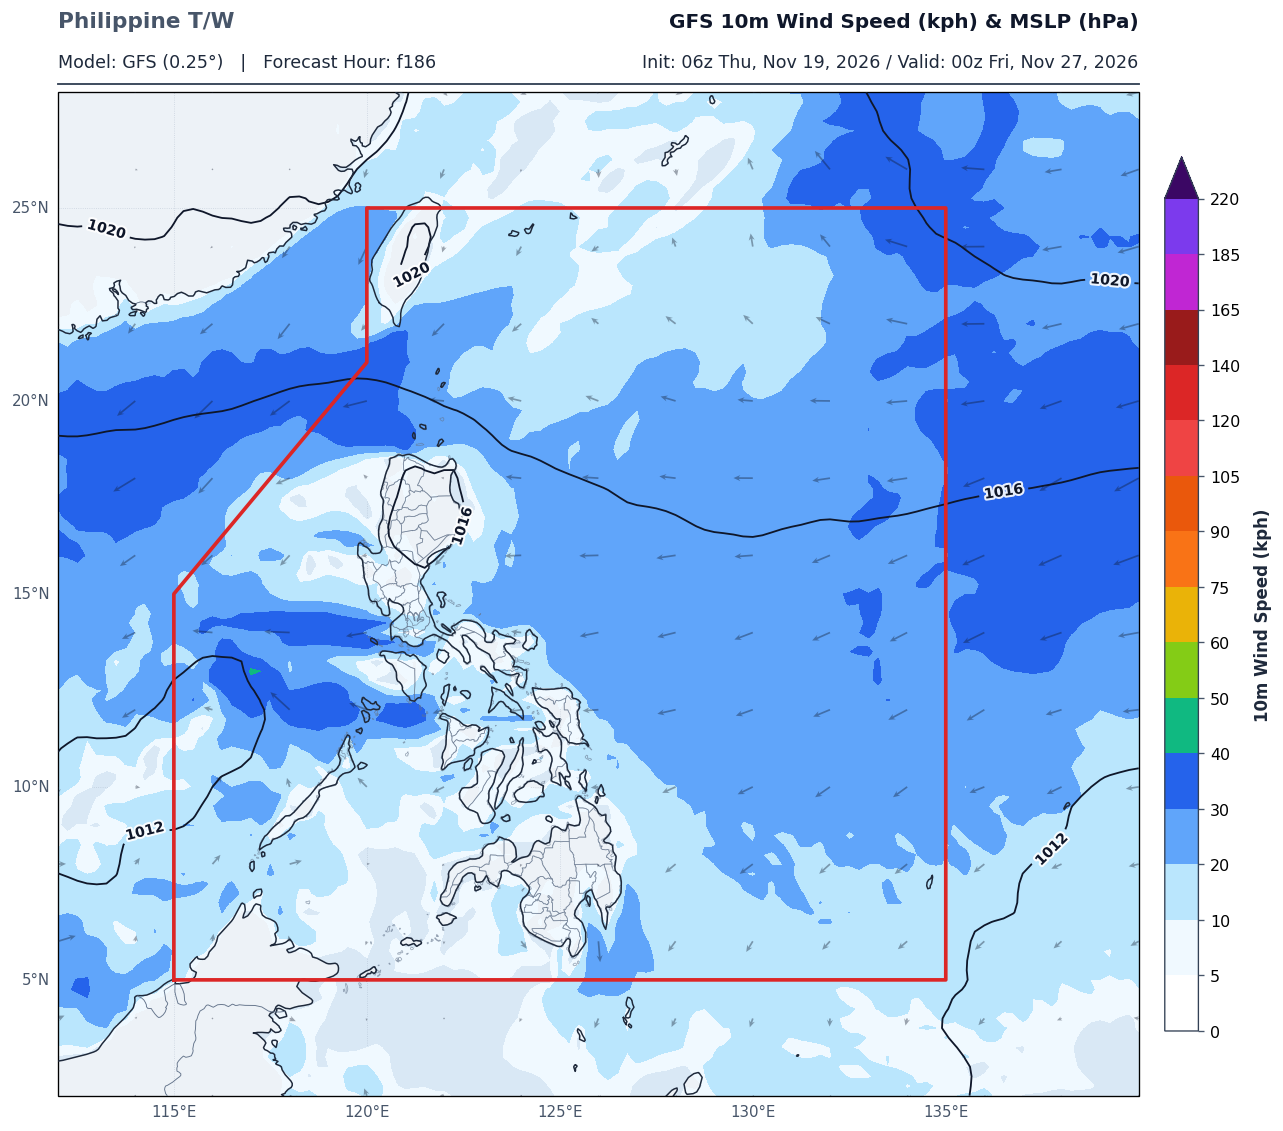 Philippine T/W
GFS 10m Wind Speed (kph) & MSLP (hPa)
Model: GFS (0.25°) | Forecast Hour: f186
Init: 06z Thu, Nov 19, 2026 / Valid: 00z Fri, Nov 27, 2026
1020
1020
1020
1016
1016
1012
1012
25°N
20°N
15°N
10°N
5°N
115°E
120°E
125°E
130°E
135°E
220
185
165
140
120
105
90
75
60
50
40
30
20
10
5
0
10m Wind Speed (kph)